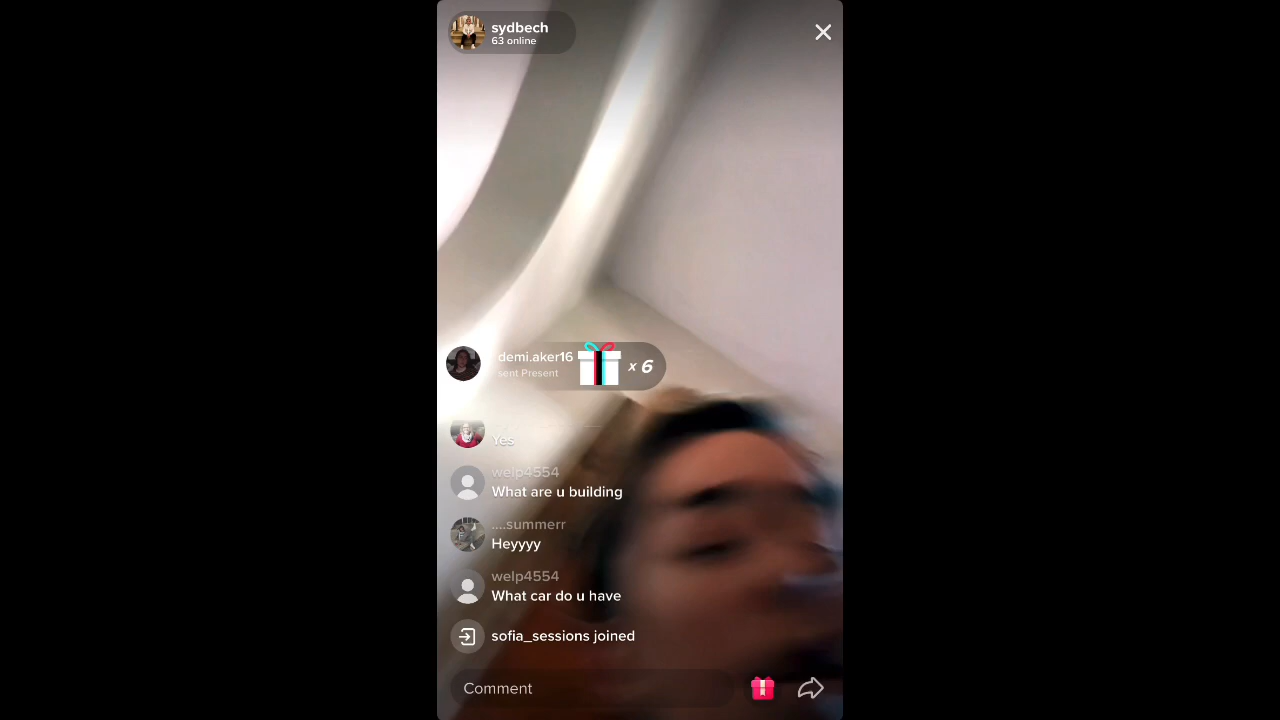 sydbech
63 online
demi.aker16
sent Present
x 6
Yes
welp4554
What are u building
....summerr
Heyyyy
welp4554
What car do u have
sofia_sessions joined
Comment